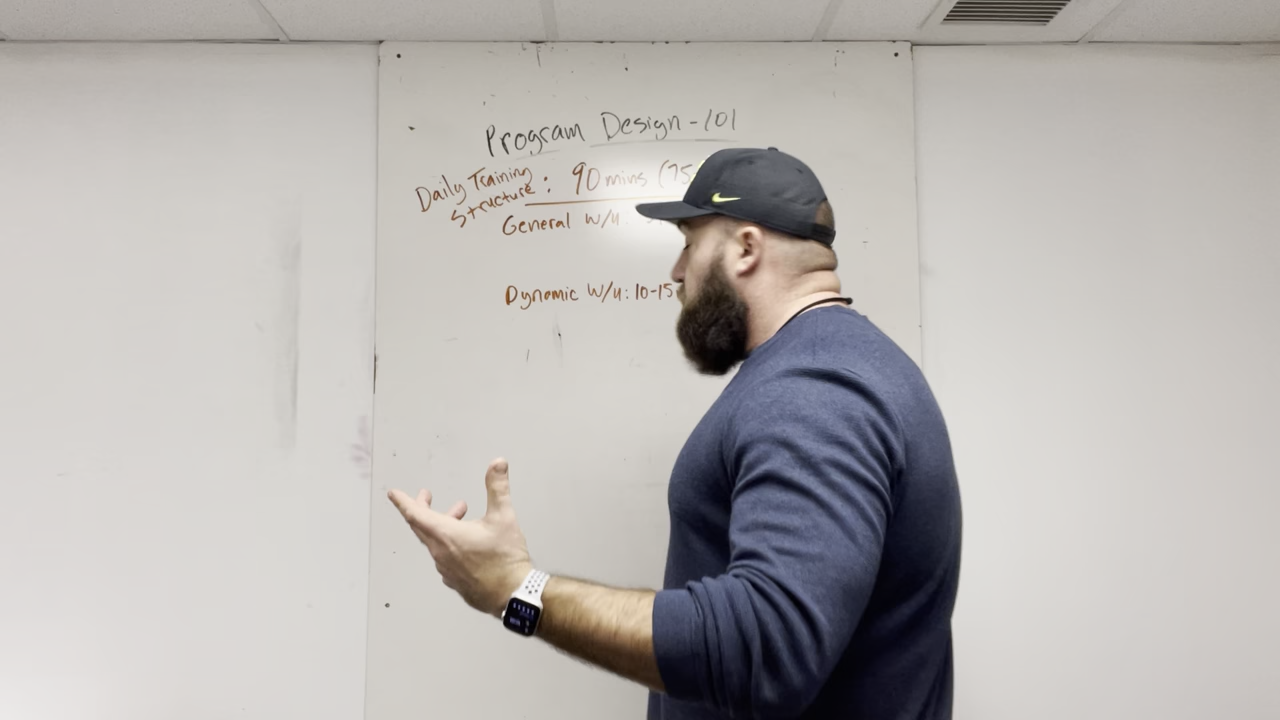 Program Design - 101
Daily Training Structure: 90 mins (75
General W/u:
Dynamic W/u: 10-15